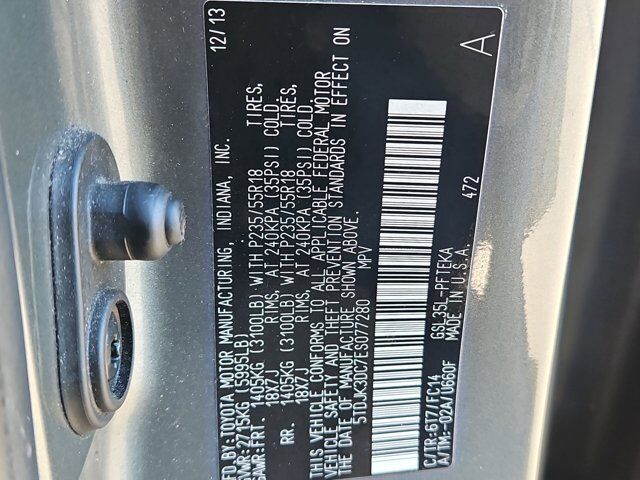 MFD. BY:TOYOTA MOTOR MANUFACTURING, INDIANA, INC. 12/13
GVWR:2715KG (5995LB)
GAWR:FRT 1405KG (3100LB) WITH P235/55R18 TIRES,
18X7J RIMS, AT 240KPA (35PSI) COLD.
RR. 1405KG (3100LB) WITH P235/55R18 TIRES,
18X7J RIMS, AT 240KPA (35PSI) COLD.
THIS VEHICLE CONFORMS TO ALL APPLICABLE FEDERAL MOTOR
VEHICLE SAFETY AND THEFT PREVENTION STANDARDS IN EFFECT ON
THE DATE OF MANUFACTURE SHOWN ABOVE.
5TDJK3DC7ES077280 MPV
472
C/TR:6T7/FC14 GSL35L-PFTEKA
A/TM:-02A/U660F MADE IN U.S.A.
A